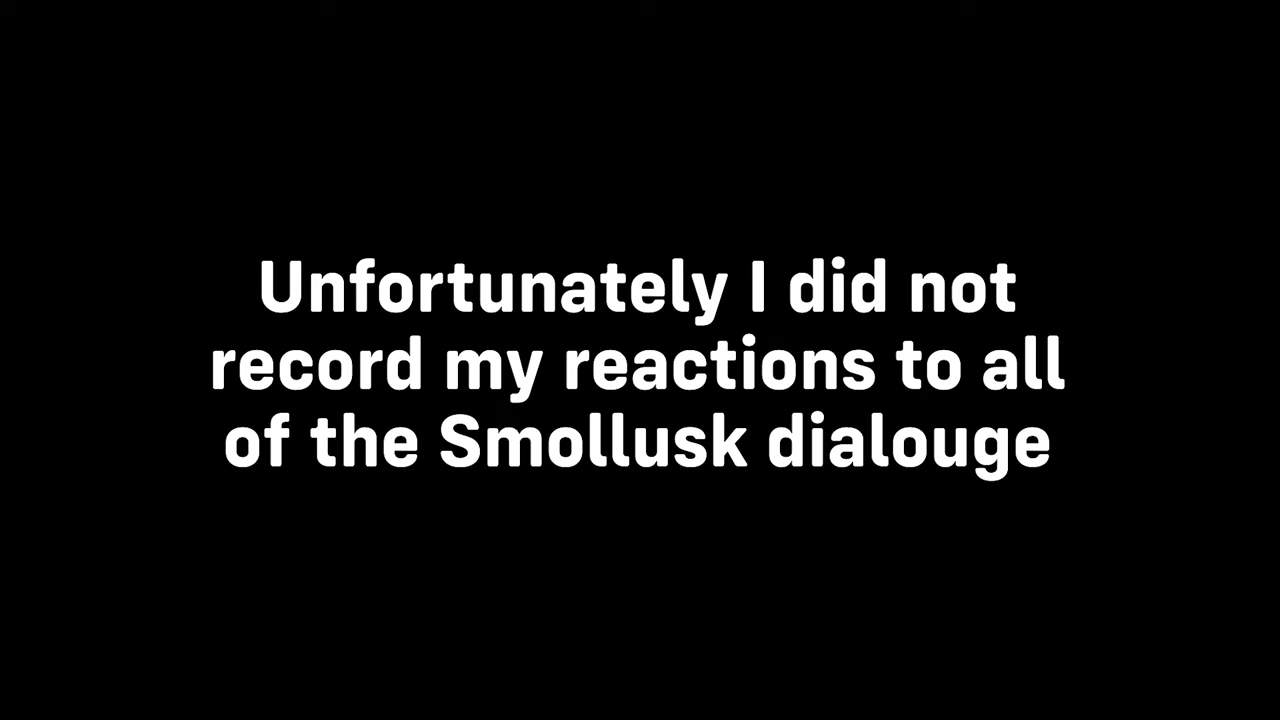 Unfortunately I did not
record my reactions to all
of the Smollusk dialouge